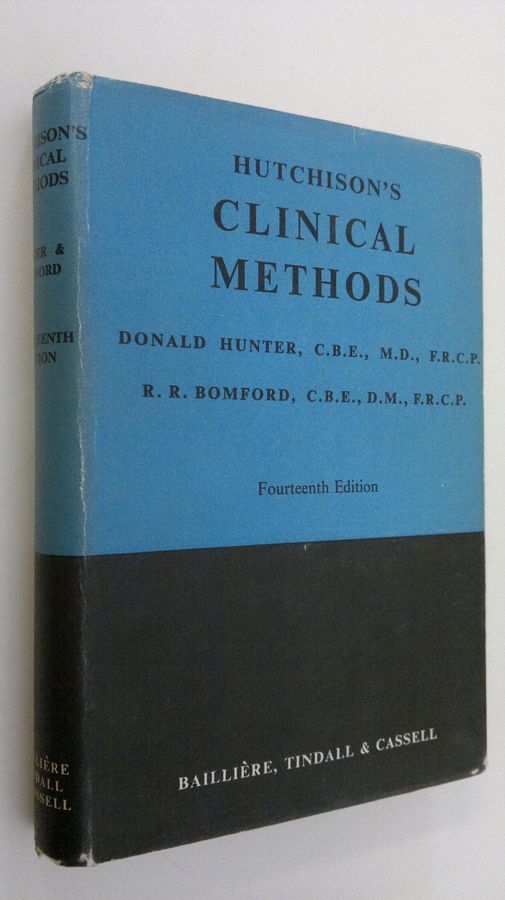 HUTCHISON'S
CLINICAL
METHODS
DONALD HUNTER, C.B.E., M.D., F.R.C.P.
R. R. BOMFORD, C.B.E., D.M., F.R.C.P.
Fourteenth Edition
BAILLIÈRE, TINDALL & CASSELL